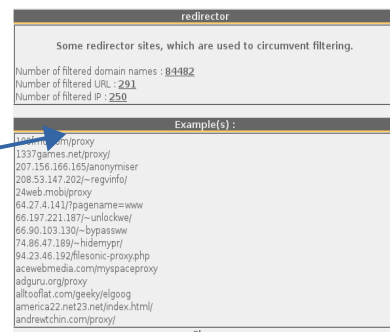 redirector
Some redirector sites, which are used to circumvent filtering.
Number of filtered domain names : 84482
Number of filtered URL : 291
Number of filtered IP : 250
Example(s) :
/proxy
1337games.net/proxy/
207.156.166.165/anonymiser
208.53.147.202/~regvinfo/
24web.mobi/proxy
64.27.4.141/?pagename=www
66.197.221.187/~unlockwe/
66.90.103.130/~bypassww
74.86.47.189/~hidemypr/
94.23.46.192/filesonic-proxy.php
acewebmedia.com/myspaceproxy
adguru.org/proxy
alltooflat.com/geeky/elgoog
america22.net23.net/index.html/
andrewtchin.com/proxy/